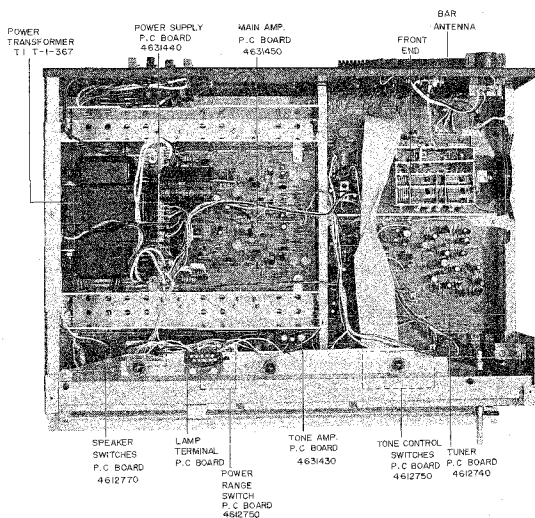 POWER
TRANSFORMER
T1 T-1-367
POWER SUPPLY
P.C BOARD
4631440
MAIN AMP.
P.C BOARD
4631450
FRONT
END
BAR
ANTENNA
SPEAKER
SWITCHES
P.C BOARD
4612770
LAMP
TERMINAL
P.C BOARD
POWER
RANGE
SWITCH
P.C BOARD
4612750
TONE AMP.
P.C BOARD
4631430
TONE CONTROL
SWITCHES
P.C BOARD
4612750
TUNER
P.C BOARD
4612740